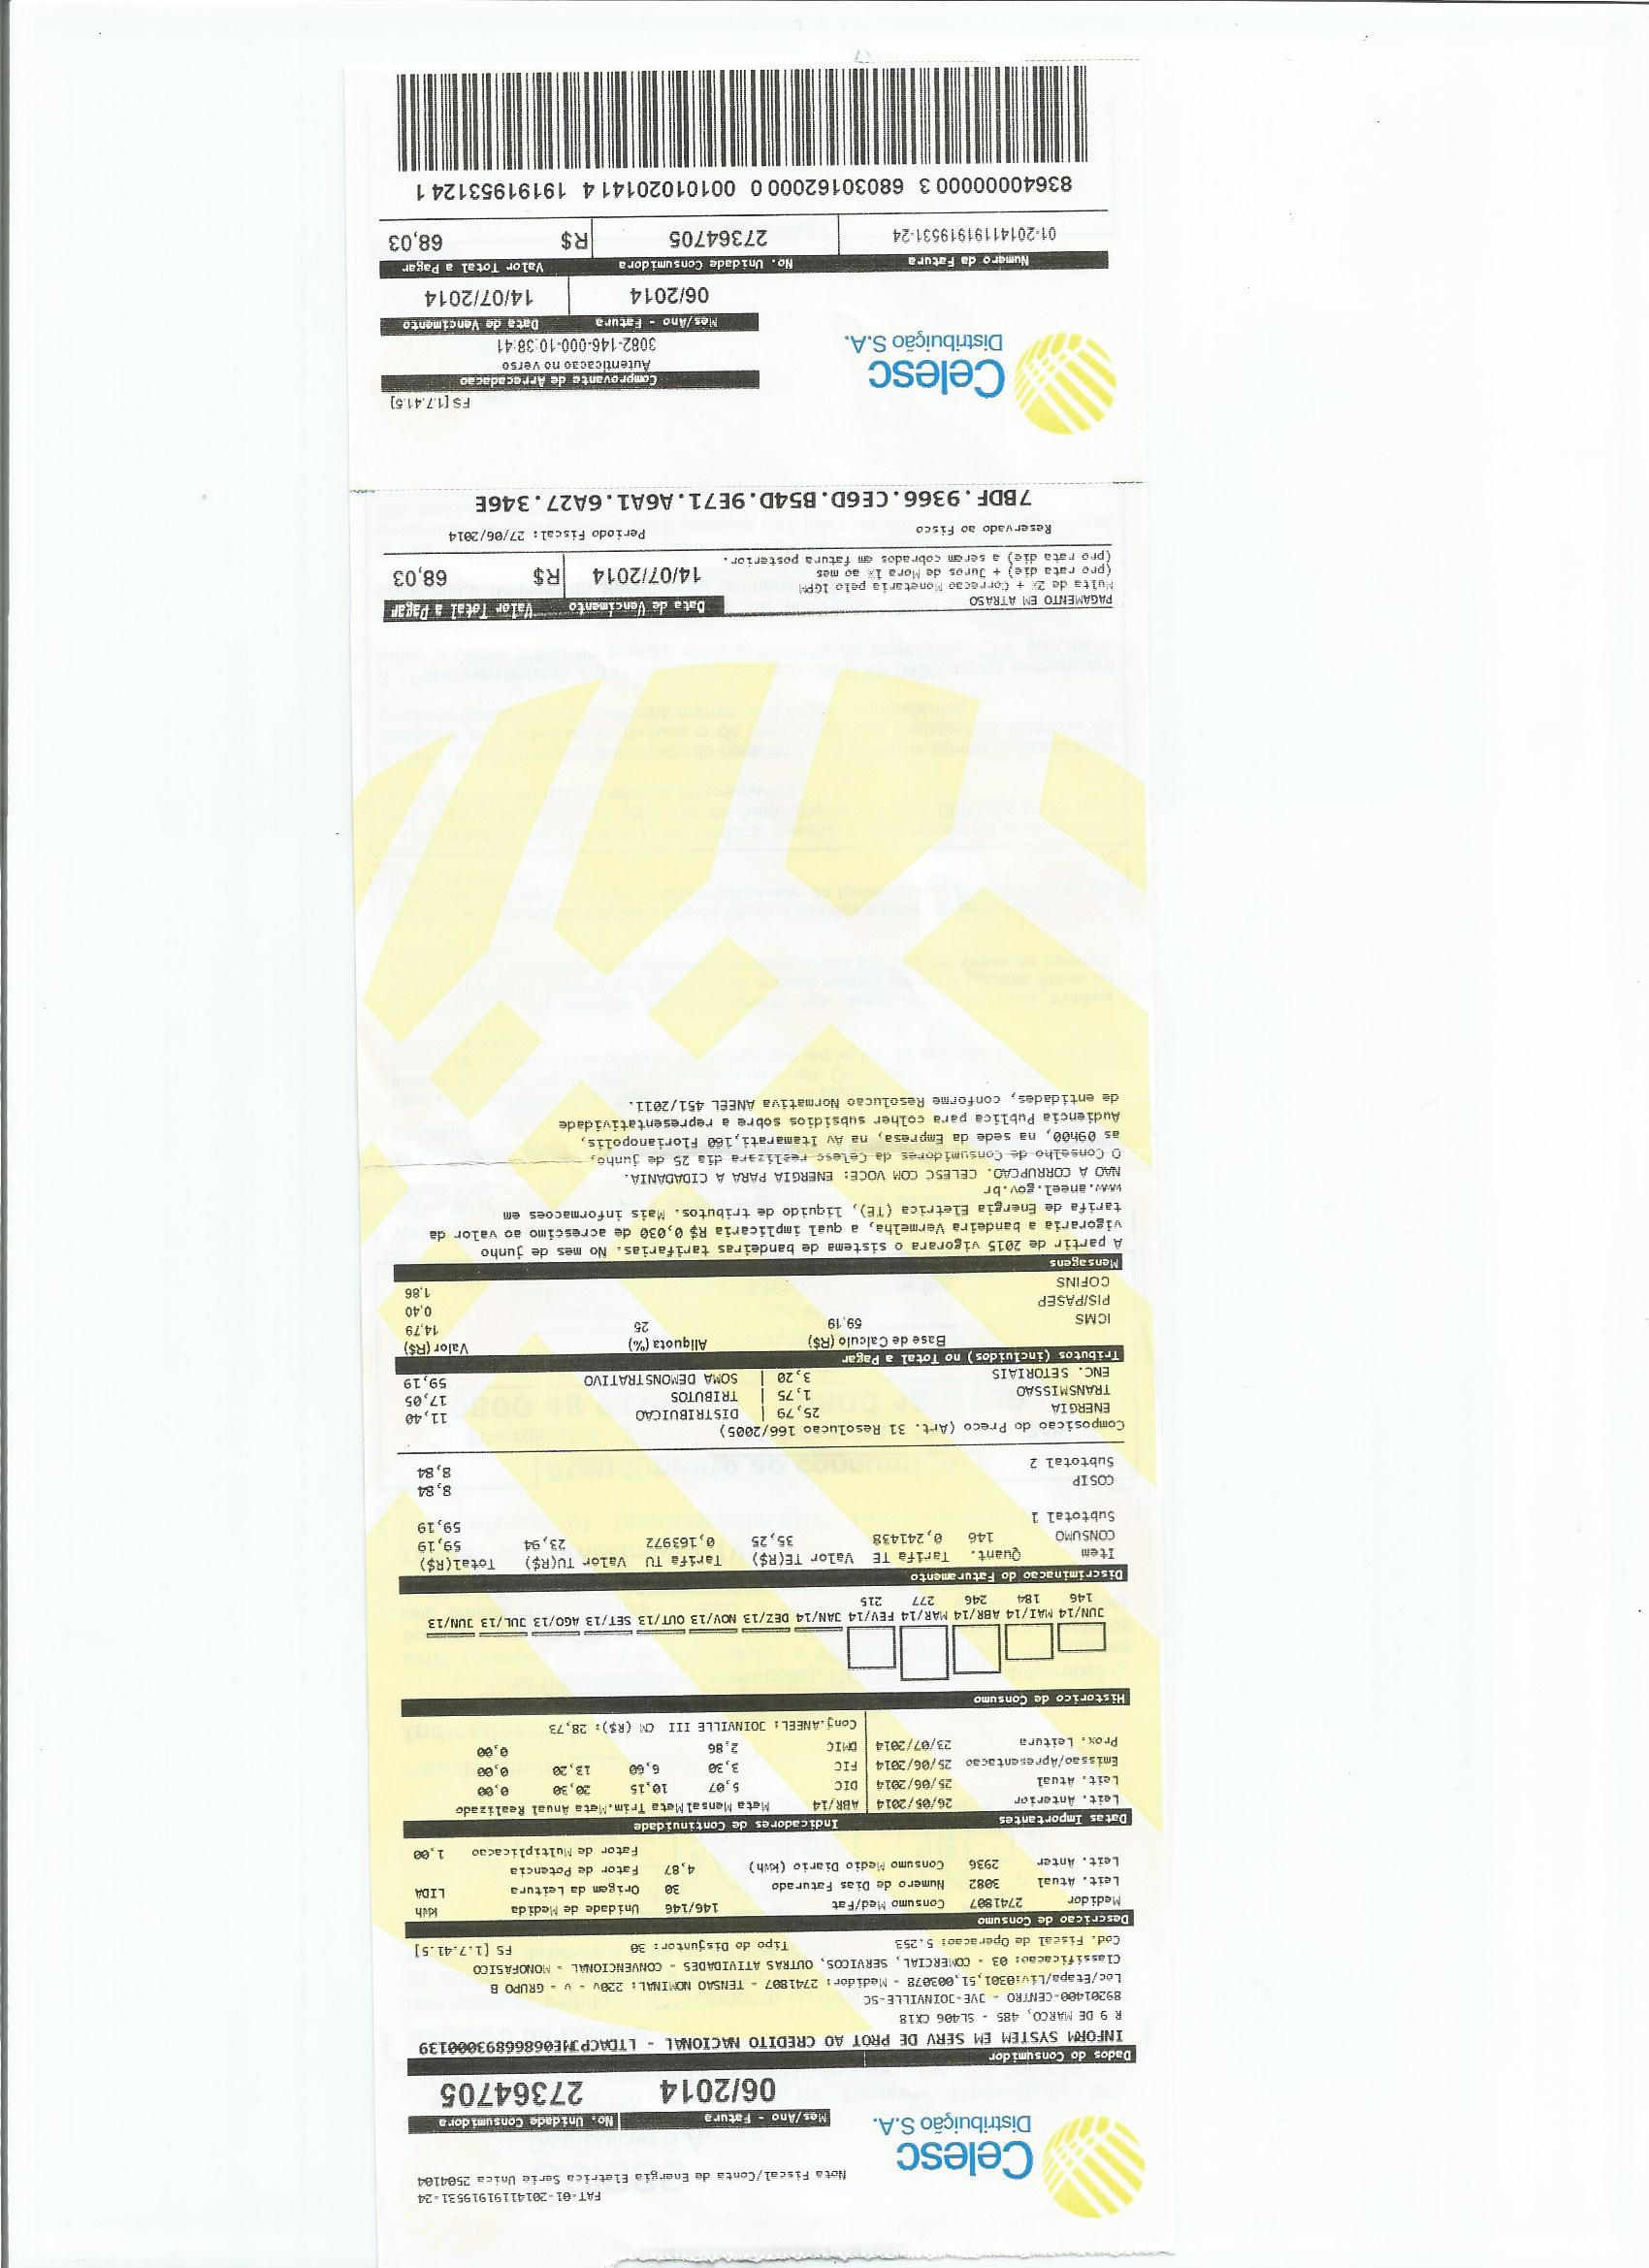 FAT-01-20141191919531-24
Nota Fiscal/Conta de Energia Eletrica Serie Unica 2504104
Celesc
Distribuição S.A.
Mes/Ano - Fatura No. Unidade Consumidora
06/2014 27364705
Dados do Consumidor
INFORM SYSTEM EM SERV DE PROT AO CREDITO NACIONAL - LTDACPJME06866893000139
R 9 DE MARCO, 485 - SL406 CX18
89201400-CENTRO - JVE-JOINVILLE-SC
Loc/Etapa/Liv:0301,51,003078 - Medidor: 2741807 - TENSAO NOMINAL: 220v - v - GRUPO B
Classificacao: 03 - COMERCIAL, SERVICOS, OUTRAS ATIVIDADES - CONVENCIONAL - MONOFASICO
Cod. Fiscal de Operacao: 5.253 Tipo do Disjuntor: 30 FS [1.7.41.5]
Descricao de Consumo
Medidor 2741807 Consumo Med/Fat 146/146 Unidade de Medida kWh
Leit. Atual 3082 Numero de Dias Faturado 30 Origem da Leitura LIDA
Leit. Anter 2936 Consumo Medio Diario (kWh) 4,87 Fator de Potencia
Fator de Multiplicacao 1,00
Datas Importantes Indicadores de Continuidade
Leit. Anterior 26/05/2014 ABR/14 Meta Mensal Meta Trim. Meta Anual Realizado
Leit. Atual 25/06/2014 DIC 5,07 10,15 20,30 0,00
Emissao/Apresentacao 25/06/2014 FIC 3,30 6,60 13,20 0,00
Prox. Leitura 23/07/2014 DMIC 2,86 0,00
Conj.ANEEL: JOINVILLE III CM (R$): 28,73
Historico de Consumo
JUN/14 MAI/14 ABR/14 MAR/14 FEV/14 JAN/14 DEZ/13 NOV/13 OUT/13 SET/13 AGO/13 JUL/13 JUN/13
146 184 246 277 215
Discriminacao do Faturamento
Item Quant. Tarifa TE Valor TE(R$) Tarifa TU Valor TU(R$) Total(R$)
CONSUMO 146 0,241438 35,25 0,163972 23,94 59,19
Subtotal 1 59,19
COSIP 8,84
Subtotal 2 8,84
Composicao do Preco (Art. 31 Resolucao 166/2005)
ENERGIA 25,79 DISTRIBUICAO 11,40
TRANSMISSAO 1,75 TRIBUTOS 17,05
ENC. SETORIAIS 3,20 SOMA DEMONSTRATIVO 59,19
Tributos (incluidos) no Total a Pagar
Base de Calculo (R$) Aliquota (%) Valor (R$)
ICMS 59,19 25 14,79
PIS/PASEP 0,40
COFINS 1,86
Mensagens
A partir de 2015 vigorara o sistema de bandeiras tarifarias. No mes de junho
vigoraria a bandeira Vermelha, a qual implicaria R$ 0,030 de acrescimo ao valor da
tarifa de Energia Eletrica (TE), liquido de tributos. Mais informacoes em
www.aneel.gov.br
NAO A CORRUPCAO. CELESC COM VOCE: ENERGIA PARA A CIDADANIA.
O Conselho de Consumidores da Celesc realizara dia 25 de junho,
as 09h00, na sede da Empresa, na Av Itamarati,160 Florianopolis,
Audiencia Publica para colher subsidios sobre a representatividade
de entidades, conforme Resolucao Normativa ANEEL 451/2011.
PAGAMENTO EM ATRASO Data de Vencimento Valor Total a Pagar
Multa de 2% + Correcao Monetaria pelo IGPM
(pro rata die) + Juros de Mora 1% ao mes 14/07/2014 R$ 68,03
(pro rata die) a serem cobrados em fatura posterior.
Reservado ao Fisco Periodo Fiscal: 27/06/2014
7BDF.9366.CE6D.B54D.9E71.A6A1.6A27.346E
FS [1.7.41.5]
Celesc
Distribuição S.A.
Comprovante de Arrecadacao
Autenticacao no verso
3082-146-000-10:38:41
Mes/Ano - Fatura Data de Vencimento
06/2014 14/07/2014
Numero da Fatura No. Unidade Consumidora Valor Total a Pagar
01-20141191919531-24 27364705 R$ 68,03
83640000000 3 68030162000 0 00101020141 4 19191953124 1